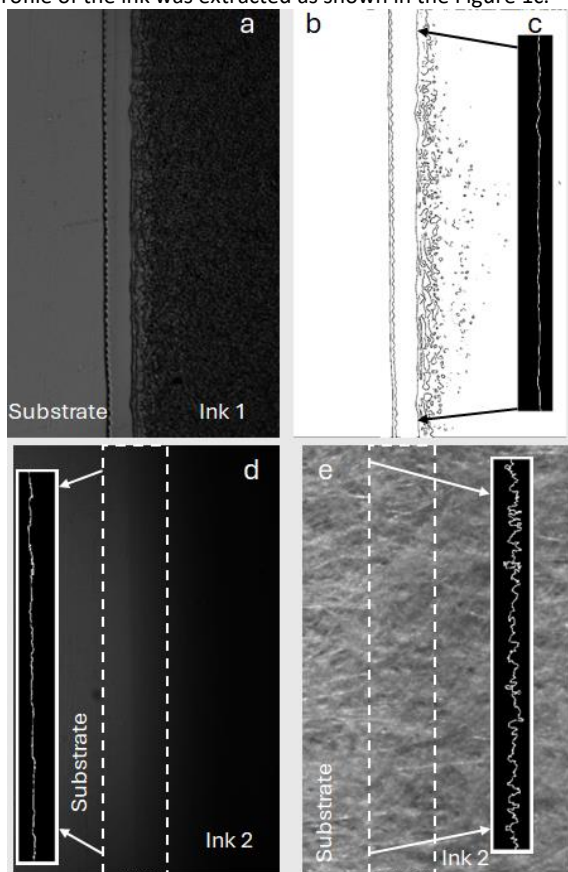 rofile of the ink was extracted as shown in the Figure 1c.
a
b
c
Substrate
Ink 1
d
e
Substrate
Ink 2
Substrate
Ink 2